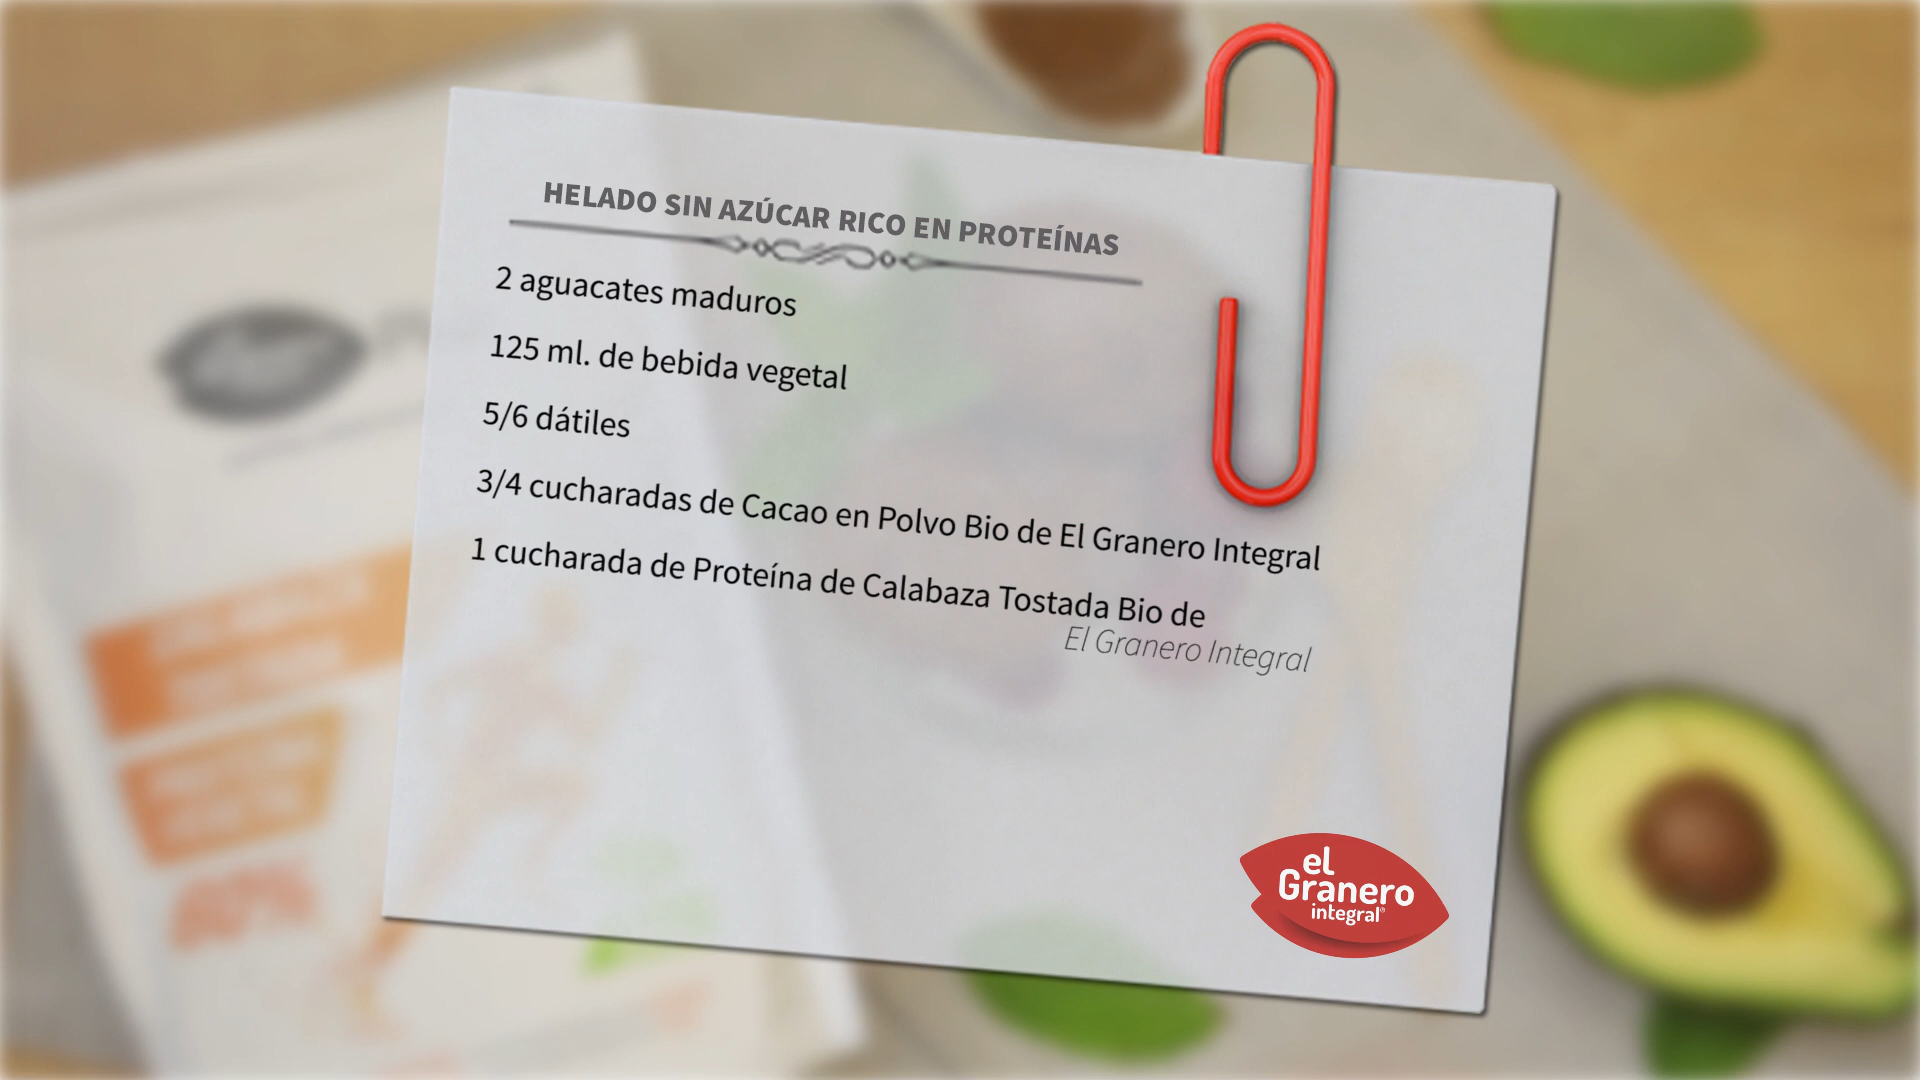 HELADO SIN AZÚCAR RICO EN PROTEÍNAS
2 aguacates maduros
125 ml. de bebida vegetal
5/6 dátiles
3/4 cucharadas de Cacao en Polvo Bio de El Granero Integral
1 cucharada de Proteína de Calabaza Tostada Bio de
El Granero Integral
el
Granero
integral®